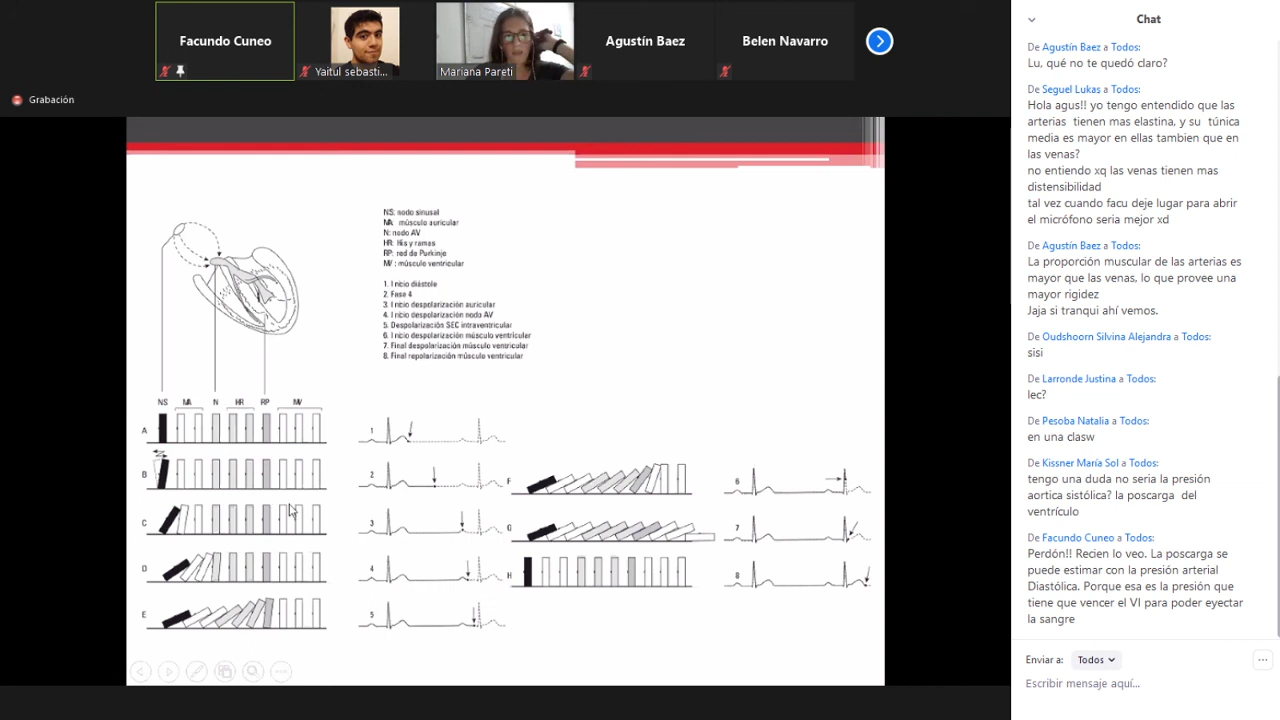 Facundo Cuneo
Yaitul sebasti...
Mariana Pareti
Agustín Baez
Belen Navarro
Grabación
NS: nodo sinusal
MA: músculo auricular
N: nodo AV
HR: His y ramas
RP: red de Purkinje
MV : músculo ventricular
1. Inicio diástole
2. Fase 4
3. Inicio despolarización auricular
4. Inicio despolarización nodo AV
5. Despolarización SEC intraventricular
6. Inicio despolarización músculo ventricular
7. Final despolarización músculo ventricular
8. Final repolarización músculo ventricular
NS MA N HR RP MV
A
B
C
D
E
1
2
3
4
5
F
G
H
6
7
8
Chat
De Agustín Baez a Todos:
Lu, qué no te quedó claro?
De Seguel Lukas a Todos:
Hola agus!! yo tengo entendido que las
arterias tienen mas elastina, y su túnica
media es mayor en ellas tambien que en
las venas?
no entiendo xq las venas tienen mas
distensibilidad
tal vez cuando facu deje lugar para abrir
el micrófono seria mejor xd
De Agustín Baez a Todos:
La proporción muscular de las arterias es
mayor que las venas, lo que provee una
mayor rigidez
Jaja si tranqui ahí vemos.
De Oudshoorn Silvina Alejandra a Todos:
sisi
De Larronde Justina a Todos:
lec?
De Pesoba Natalia a Todos:
en una clasw
De Kissner María Sol a Todos:
tengo una duda no seria la presión
aortica sistólica? la poscarga del
ventrículo
De Facundo Cuneo a Todos:
Perdón!! Recien lo veo. La poscarga se
puede estimar con la presión arterial
Diastólica. Porque esa es la presión que
tiene que vencer el VI para poder eyectar
la sangre
Enviar a: Todos
Escribir mensaje aquí...